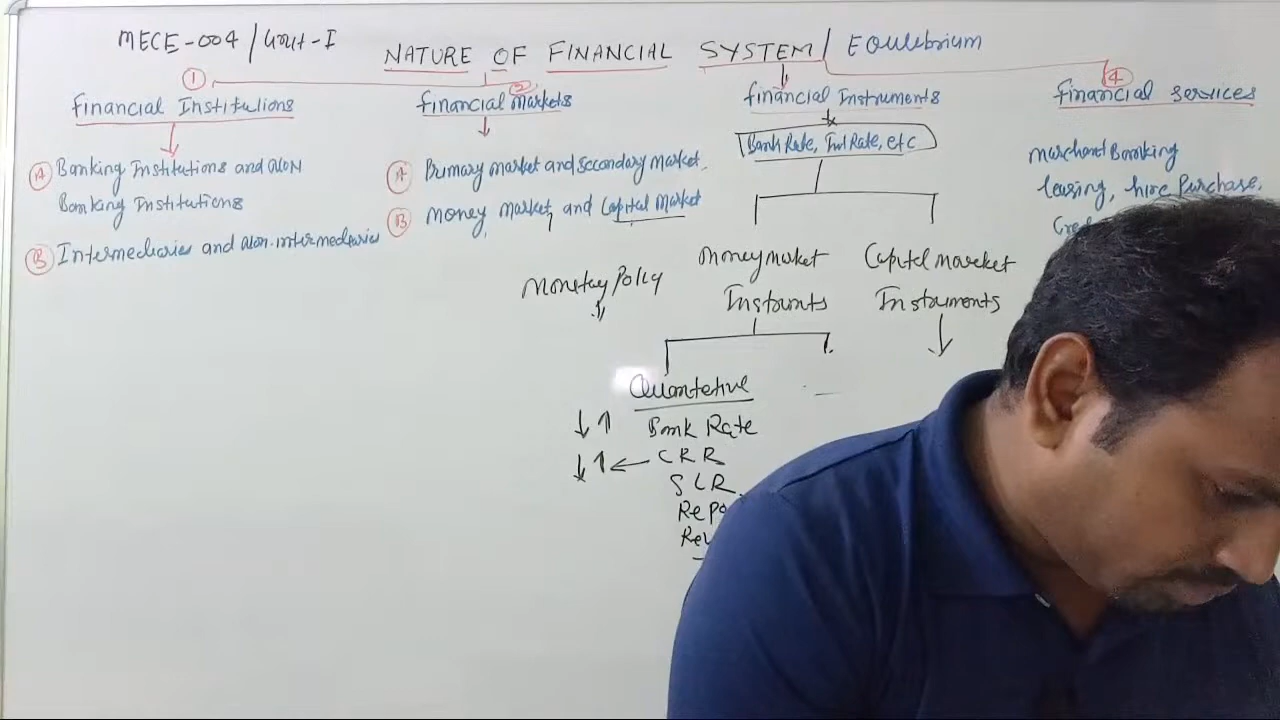 MECE-004 / Unit-I
NATURE OF FINANCIAL SYSTEM / EQulibrium
1
Financial Institutions
A Banking Institutions and NON
Banking Institutions
B Intermediaries and Non-intermediaries
2
financial Markets
A Primary market and Secondary Market.
B Money Market, and Capital Market
financial Instruments
Bank Rate, Int Rate, etc
Monetary Policy
Money market
Instrumnts
Capital market
Instruments
Quantetive
Bank Rate
CRR
SLR
Repo
4
financial services
Merchant Banking
leasing, hire Purchase.